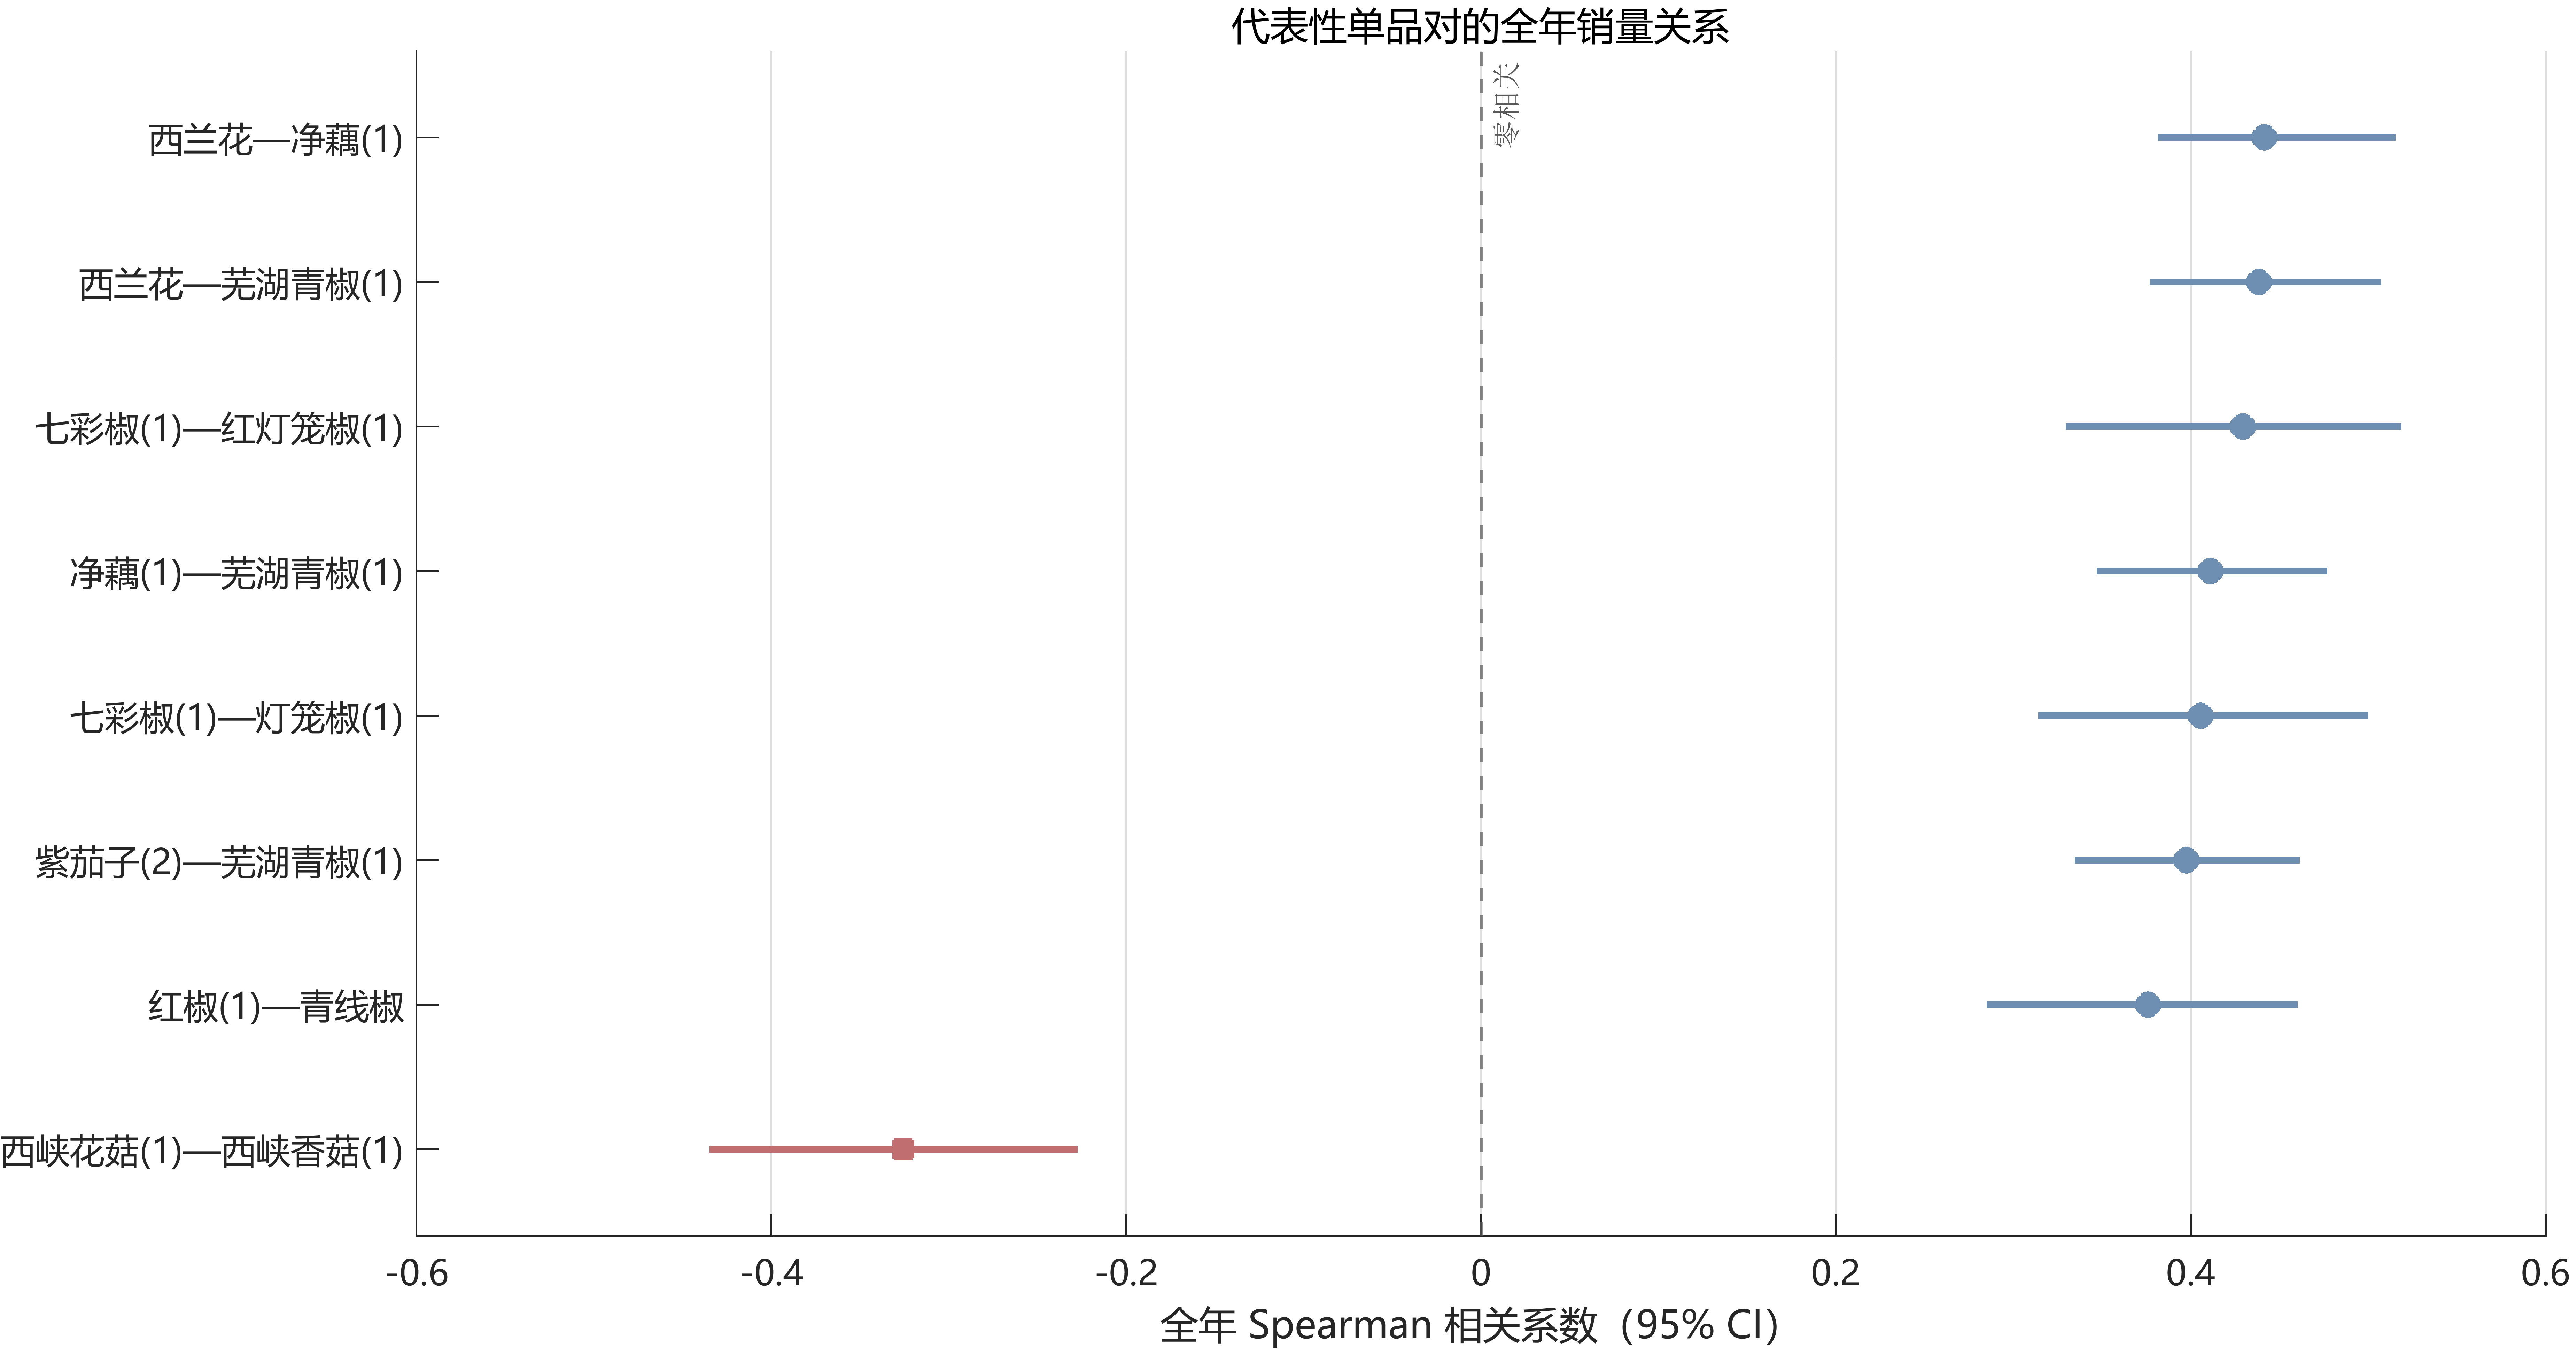 代表性单品对的全年销量关系
零相关
西兰花—净藕(1)
西兰花—芜湖青椒(1)
七彩椒(1)—红灯笼椒(1)
净藕(1)—芜湖青椒(1)
七彩椒(1)—灯笼椒(1)
紫茄子(2)—芜湖青椒(1)
红椒(1)—青线椒
西峡花菇(1)—西峡香菇(1)
-0.6 -0.4 -0.2 0 0.2 0.4 0.6
全年 Spearman 相关系数（95% CI）